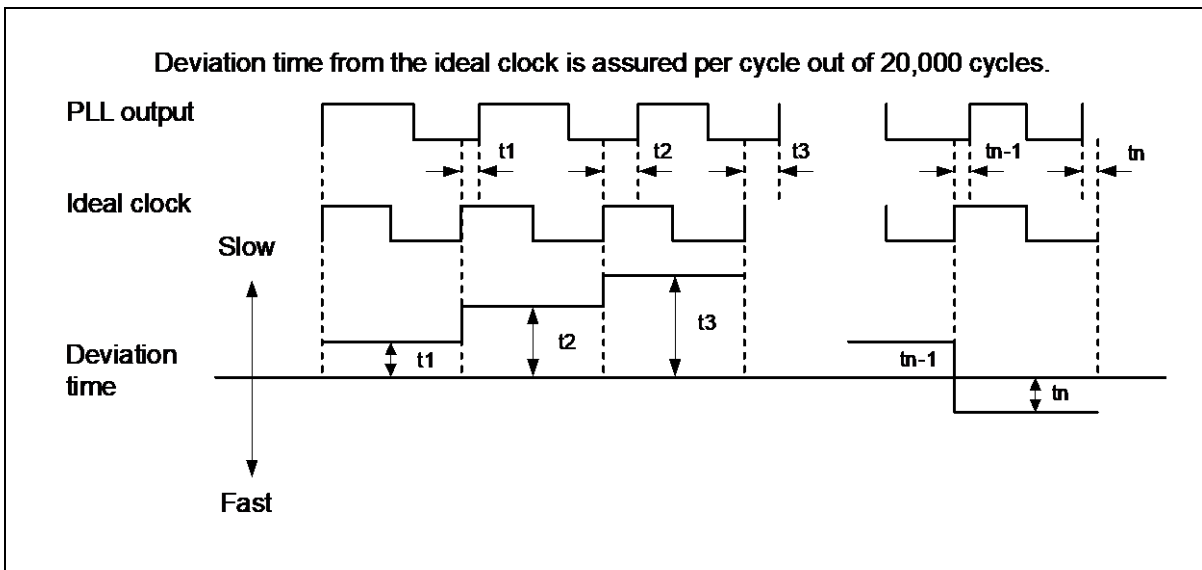 Deviation time from the ideal clock is assured per cycle out of 20,000 cycles.
PLL output
t1
t2
t3
tn-1
tn
Ideal clock
Slow
Deviation
time
t1
t2
t3
tn-1
tn
Fast